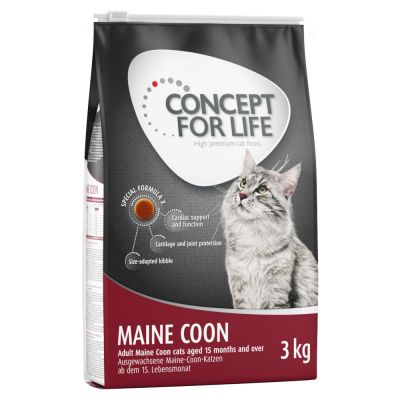 CONCEPT
FOR LIFE
High premium cat food.
SPECIAL FORMULA X
Cardiac support
and function
Cartilage and joint protection
Size-adapted kibble
MAINE COON
MAINE COON
Adult Maine Coon cats aged 15 months and over
Ausgewachsene Maine-Coon-Katzen
ab dem 15. Lebensmonat
3 kg